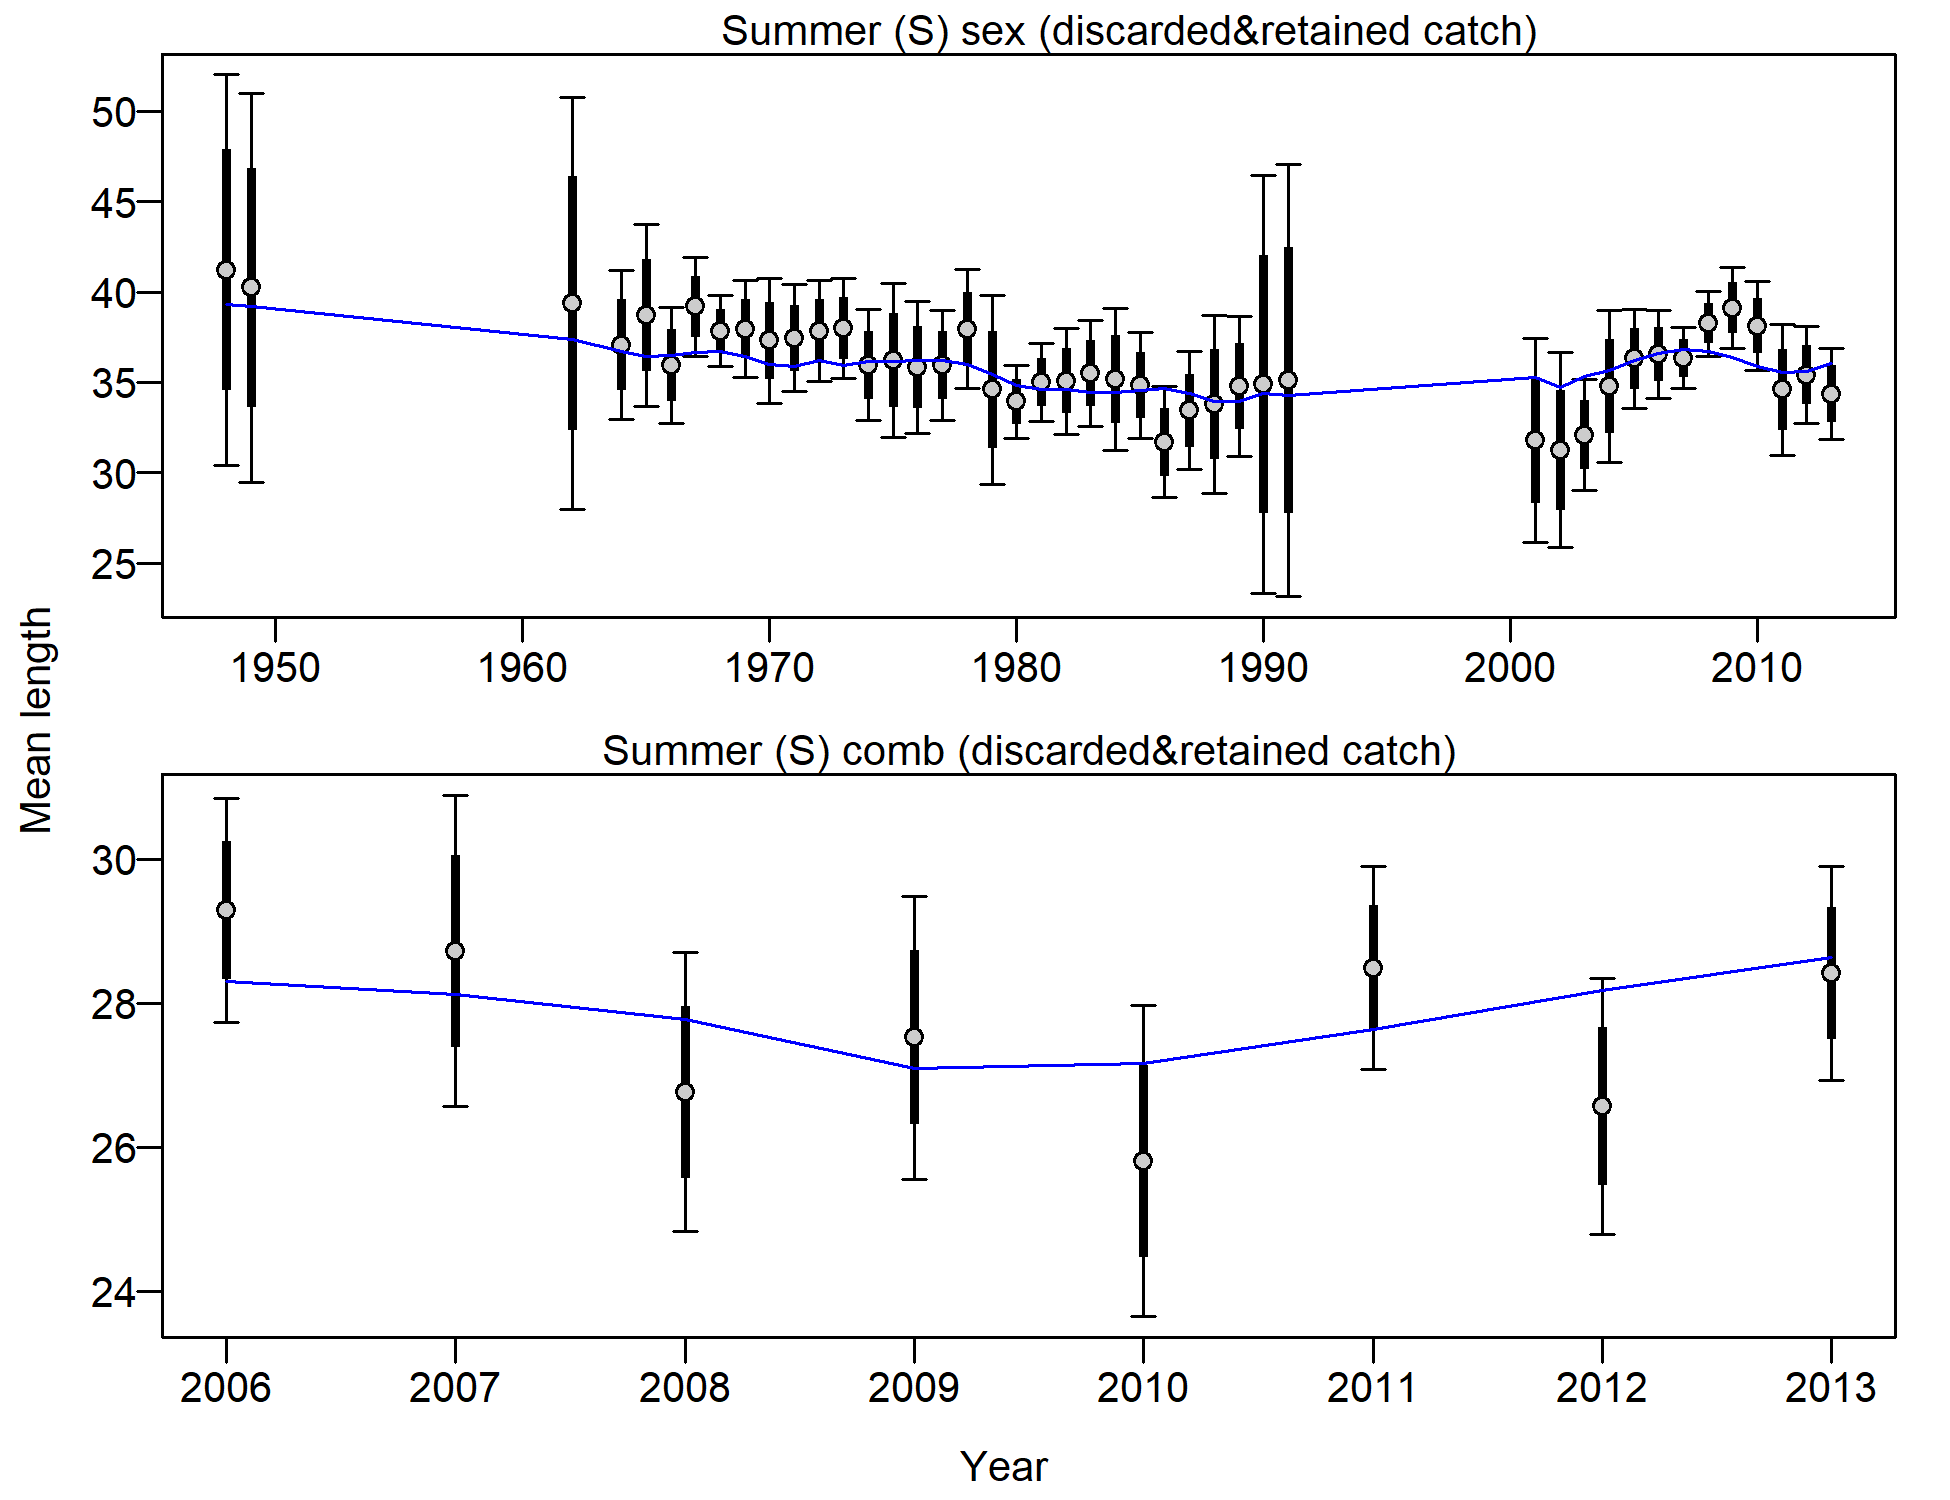 Summer (S) sex (discarded&retained catch)
50
45
40
35
30
25
1950 1960 1970 1980 1990 2000 2010
Mean length
Summer (S) comb (discarded&retained catch)
30
28
26
24
2006 2007 2008 2009 2010 2011 2012 2013
Year